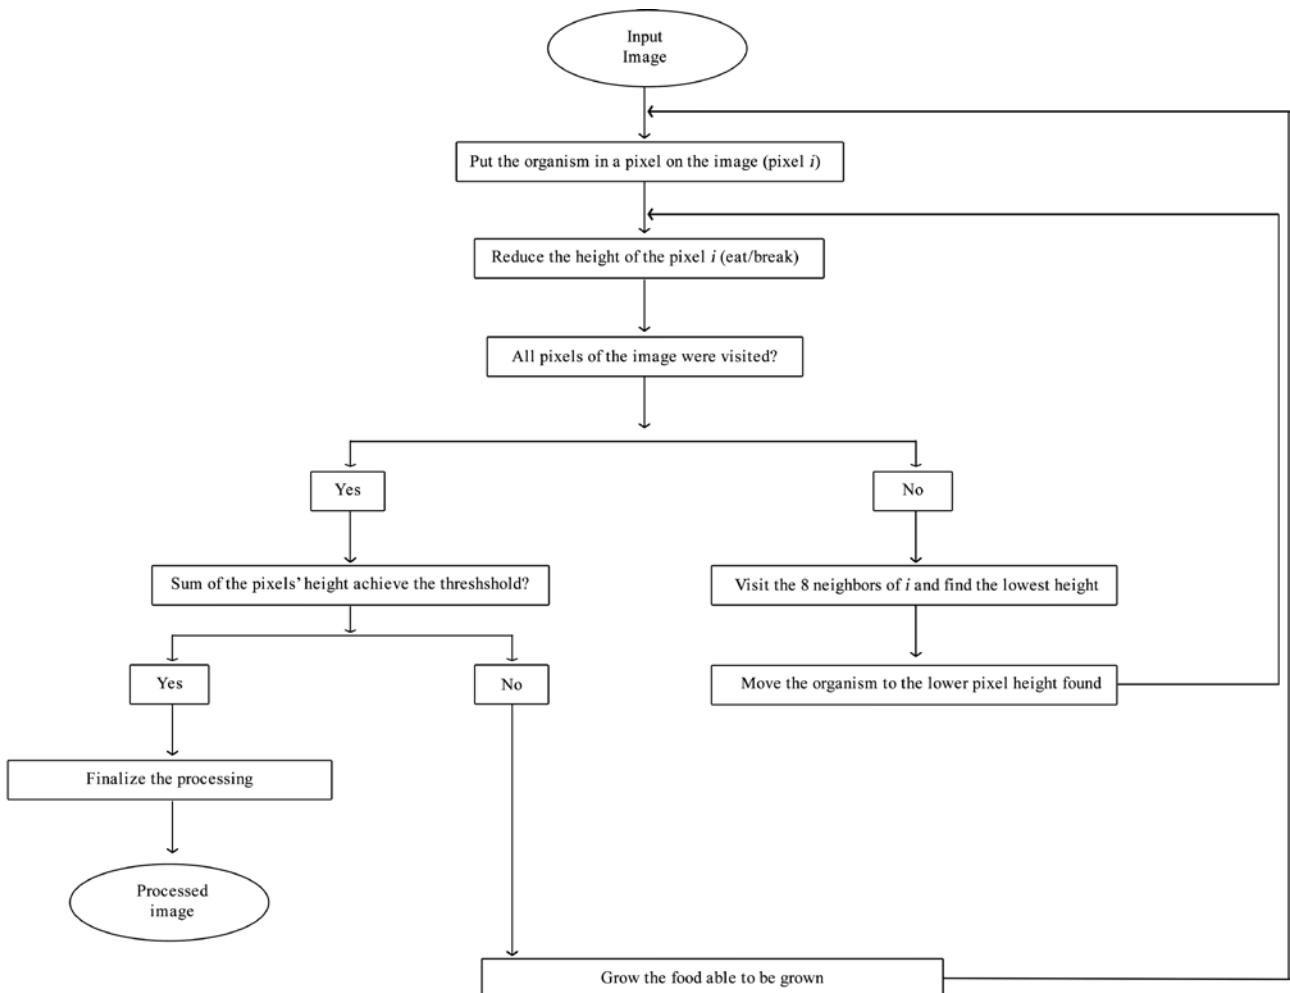 Input
Image
Put the organism in a pixel on the image (pixel i)
Reduce the height of the pixel i (eat/break)
All pixels of the image were visited?
Yes
No
Sum of the pixels' height achieve the threshshold?
Visit the 8 neighbors of i and find the lowest height
Yes
No
Move the organism to the lower pixel height found
Finalize the processing
Processed
image
Grow the food able to be grown